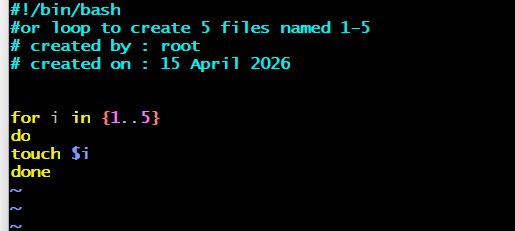 #!/bin/bash
#or loop to create 5 files named 1-5
# created by : root
# created on : 15 April 2026
for i in {1..5}
do
touch $i
done
~
~
~